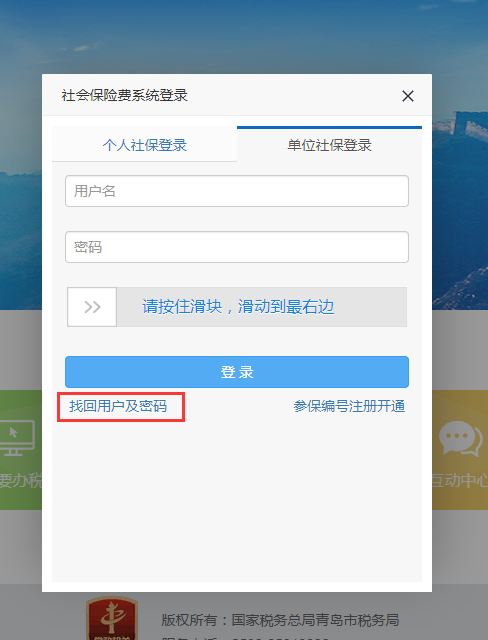 社会保险费系统登录
个人社保登录
单位社保登录
用户名
密码
请按住滑块，滑动到最右边
登 录
找回用户及密码
参保编号注册开通
要办税
互动中心
版权所有：国家税务总局青岛市税务局